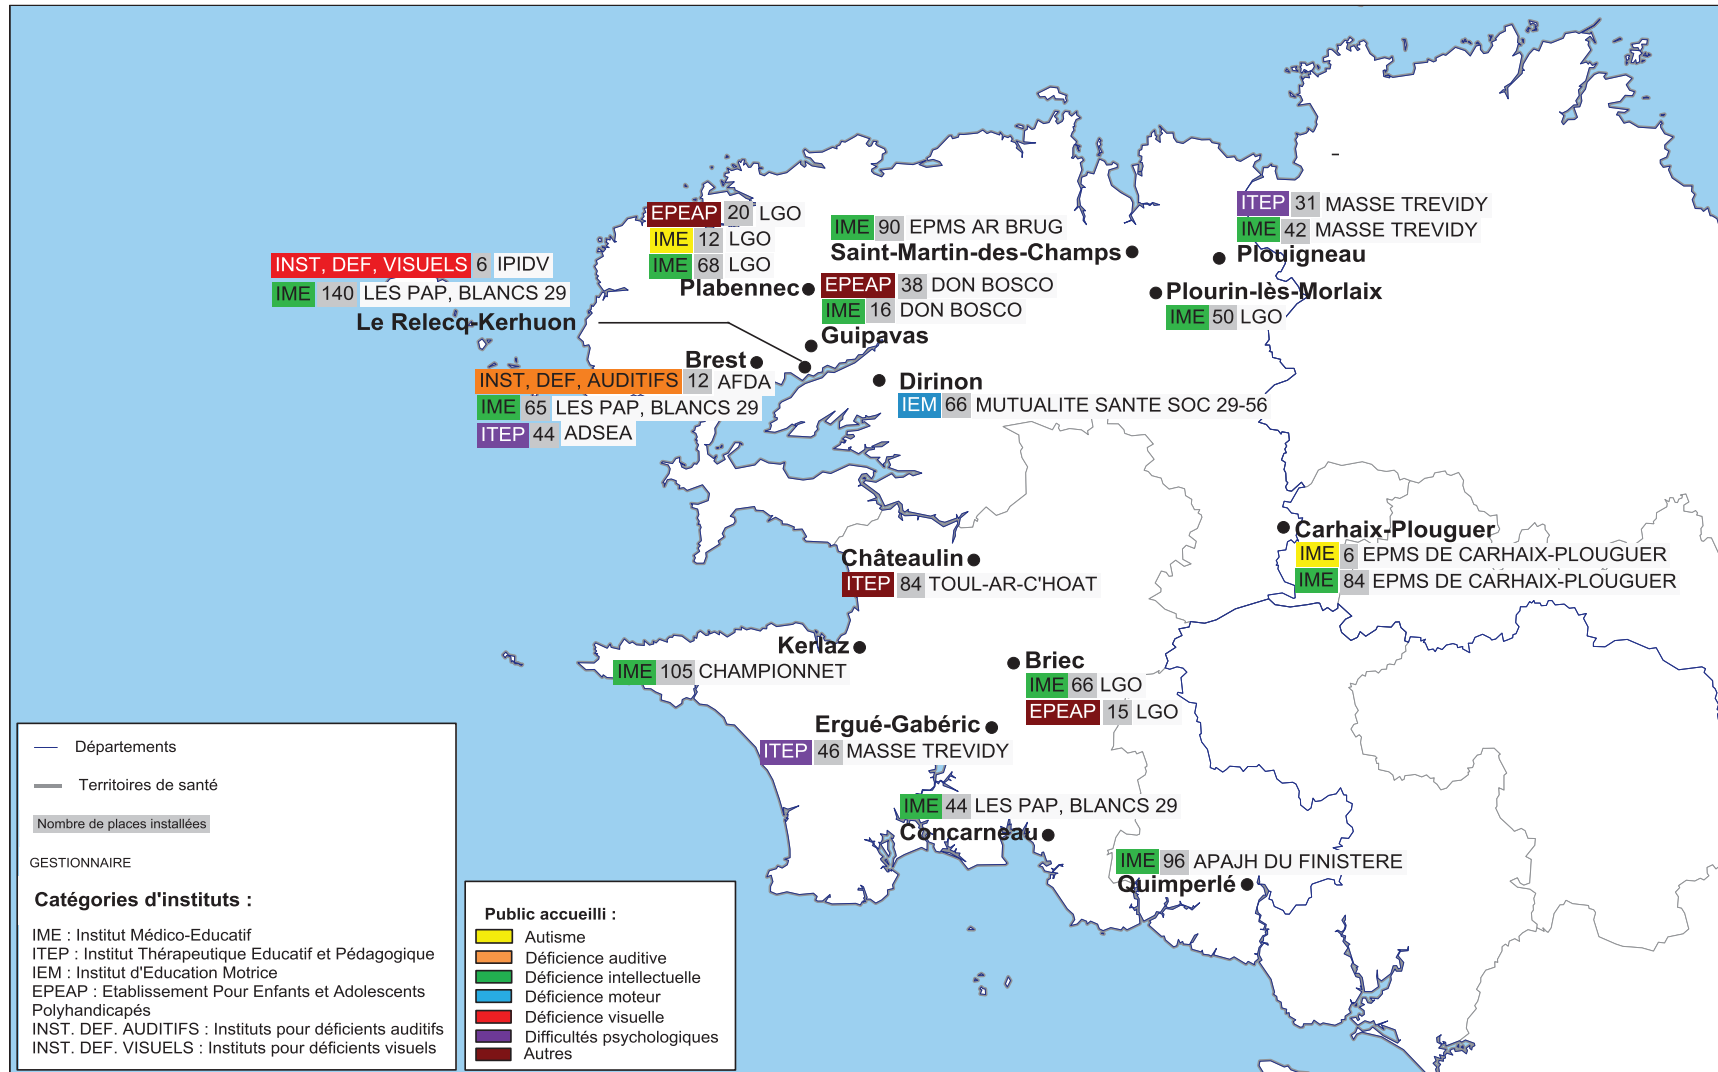 ITEP 31 MASSE TREVIDY
IME 42 MASSE TREVIDY
Plouigneau
EPEAP 20 LGO
IME 12 LGO
IME 68 LGO
Plabennec
IME 90 EPMS AR BRUG
Saint-Martin-des-Champs
INST, DEF, VISUELS 6 IPIDV
IME 140 LES PAP, BLANCS 29
Le Relecq-Kerhuon
EPEAP 38 DON BOSCO
IME 16 DON BOSCO
Guipavas
Plourin-lès-Morlaix
IME 50 LGO
Brest
INST, DEF, AUDITIFS 12 AFDA
IME 65 LES PAP, BLANCS 29
ITEP 44 ADSEA
Dirinon
IEM 66 MUTUALITE SANTE SOC 29-56
Carhaix-Plouguer
IME 6 EPMS DE CARHAIX-PLOUGUER
IME 84 EPMS DE CARHAIX-PLOUGUER
Châteaulin
ITEP 84 TOUL-AR-C'HOAT
Kerlaz
IME 105 CHAMPIONNET
Briec
IME 66 LGO
EPEAP 15 LGO
Ergué-Gabéric
ITEP 46 MASSE TREVIDY
IME 44 LES PAP, BLANCS 29
Concarneau
IME 96 APAJH DU FINISTERE
Quimperlé
Départements
Territoires de santé
Nombre de places installées
GESTIONNAIRE
Catégories d'instituts :
IME : Institut Médico-Educatif
ITEP : Institut Thérapeutique Educatif et Pédagogique
IEM : Institut d'Education Motrice
EPEAP : Etablissement Pour Enfants et Adolescents
Polyhandicapés
INST. DEF. AUDITIFS : Instituts pour déficients auditifs
INST. DEF. VISUELS : Instituts pour déficients visuels
Public accueilli :
Autisme
Déficience auditive
Déficience intellectuelle
Déficience moteur
Déficience visuelle
Difficultés psychologiques
Autres